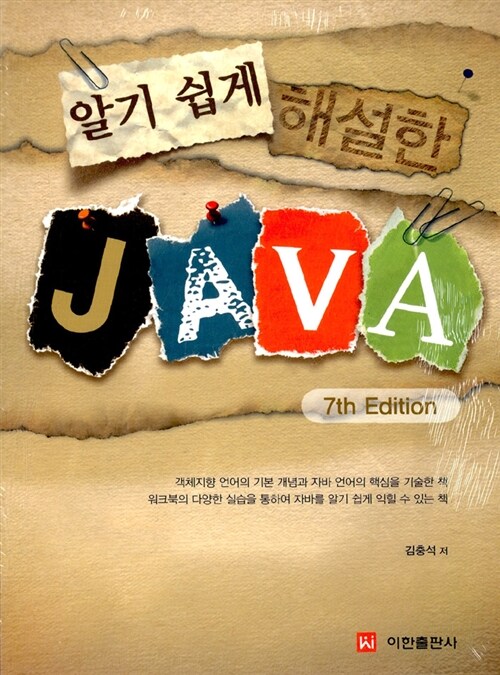 알기 쉽게
해설한
JAVA
7th Edition
객체지향 언어의 기본 개념과 자바 언어의 핵심을 기술한 책
워크북의 다양한 실습을 통하여 자바를 알기 쉽게 익힐 수 있는 책
김충석 저
이한출판사